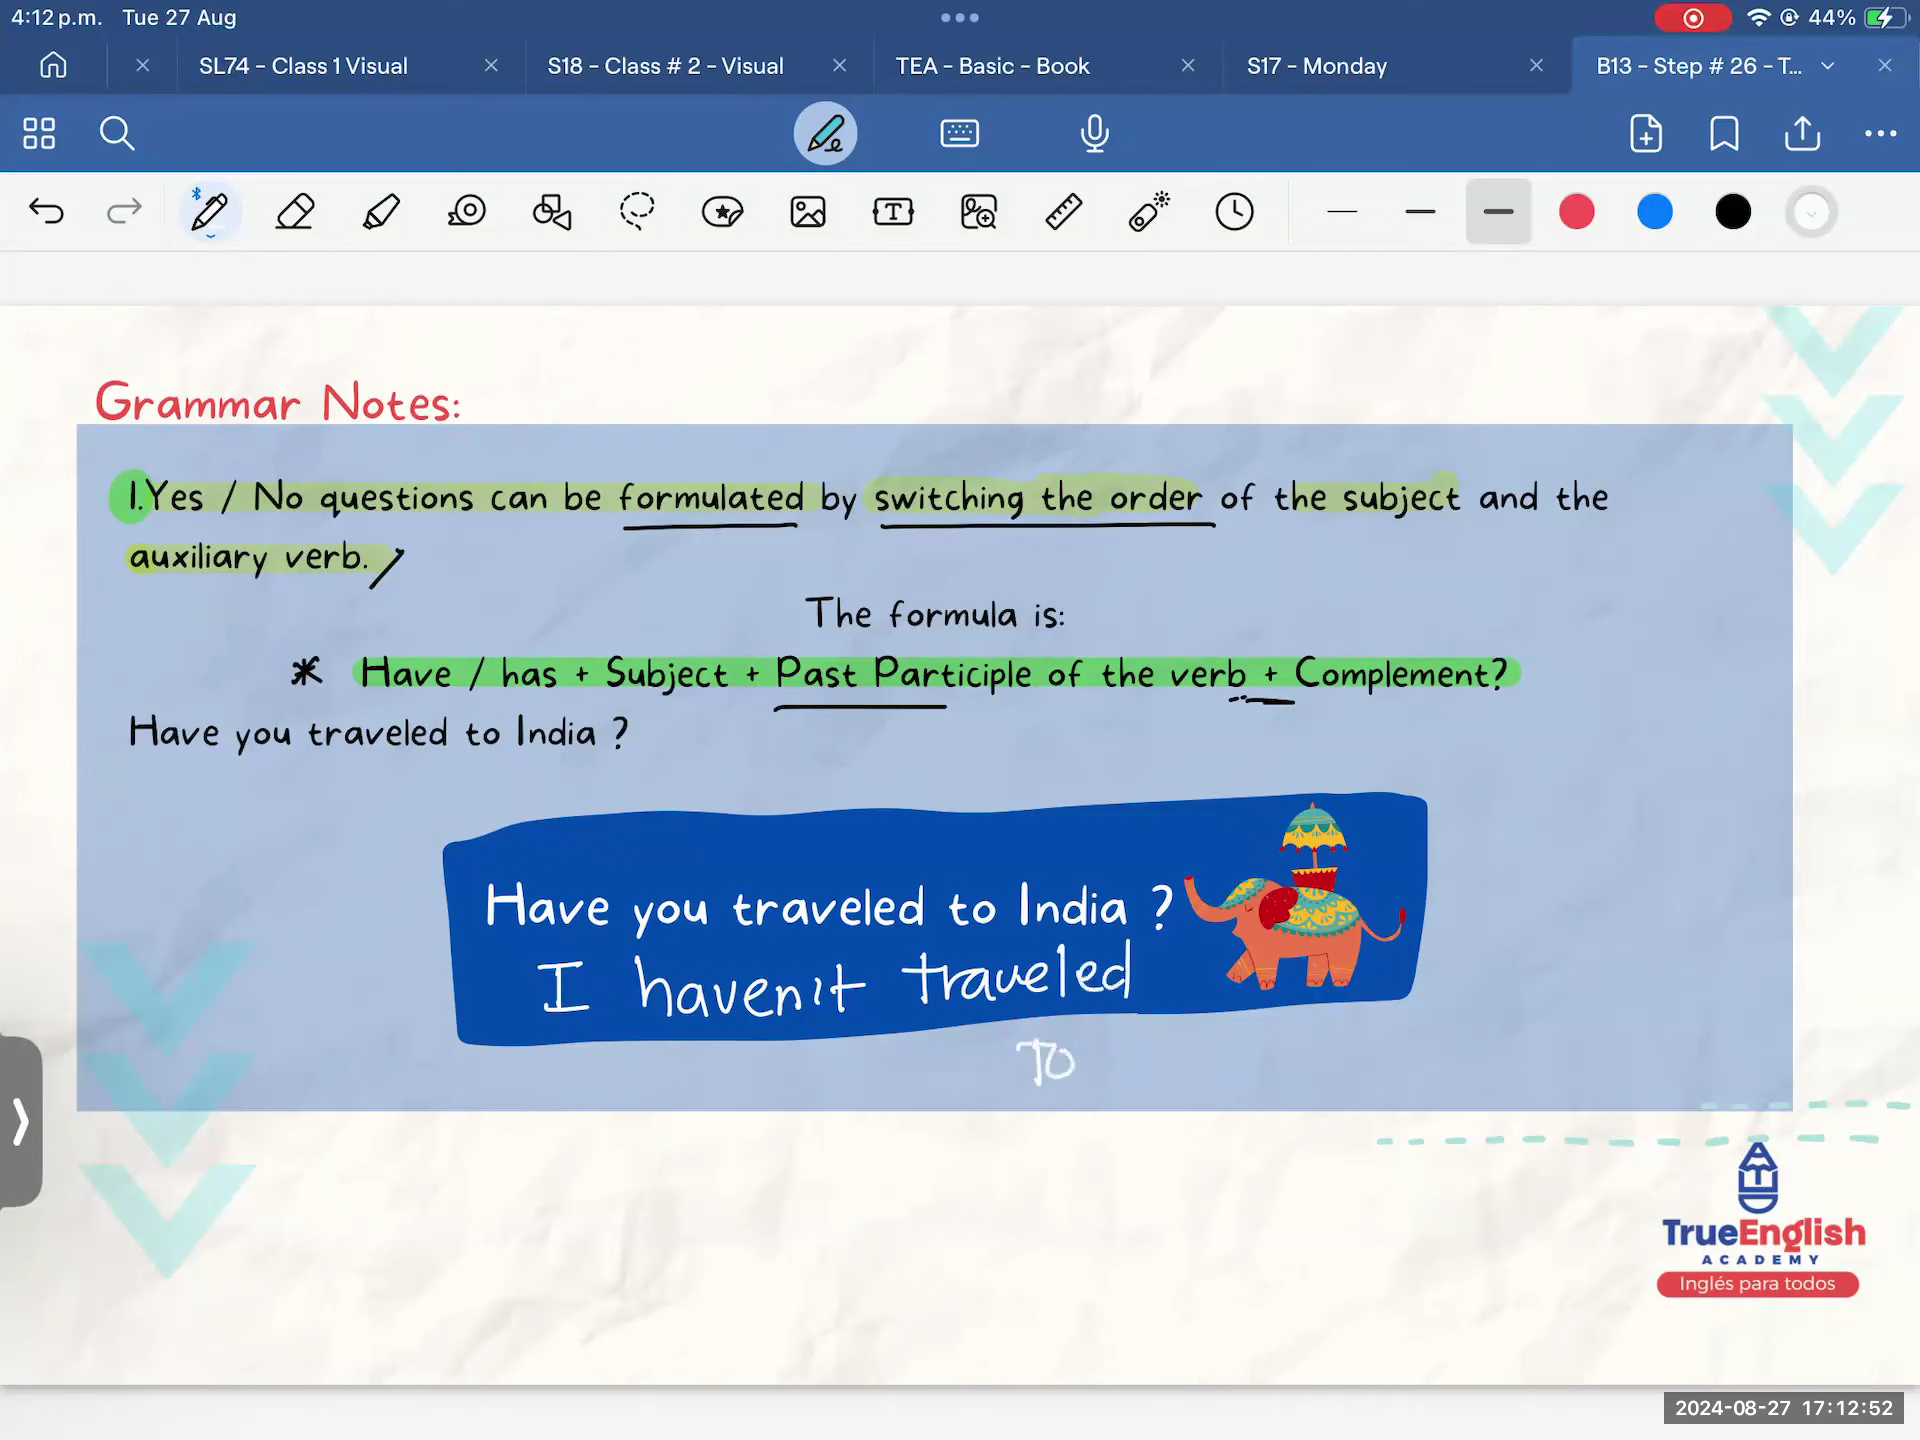 4:12 p.m. Tue 27 Aug
44%
SL74 - Class 1 Visual
S18 - Class # 2 - Visual
TEA - Basic - Book
S17 - Monday
B13 - Step # 26 - T...
Grammar Notes:
1.Yes / No questions can be formulated by switching the order of the subject and the
auxiliary verb.
The formula is:
* Have / has + Subject + Past Participle of the verb + Complement?
Have you traveled to India ?
Have you traveled to India ?
I haven't traveled
TO
TrueEnglish
ACADEMY
Inglés para todos
2024-08-27 17:12:52